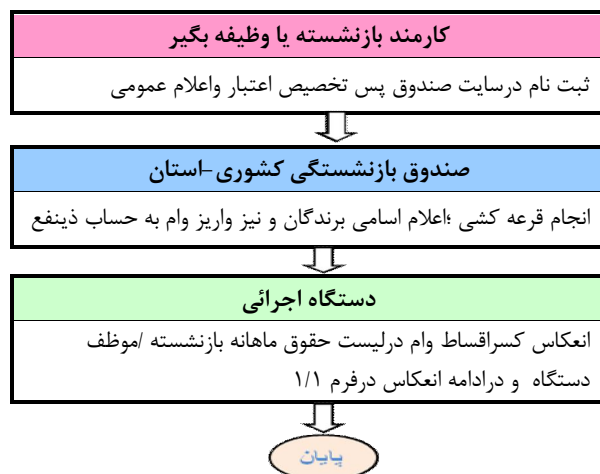 کارمند بازنشسته یا وظیفه بگیر
ثبت نام درسایت صندوق پس تخصیص اعتبار واعلام عمومی
صندوق بازنشستگی کشوری -استان
انجام قرعه کشی ؛اعلام اسامی برندگان و نیز واریز وام به حساب ذینفع
دستگاه اجرائی
انعکاس کسراقساط وام درلیست حقوق ماهانه بازنشسته /موظف
دستگاه و درادامه انعکاس درفرم ۱/۱
پایان